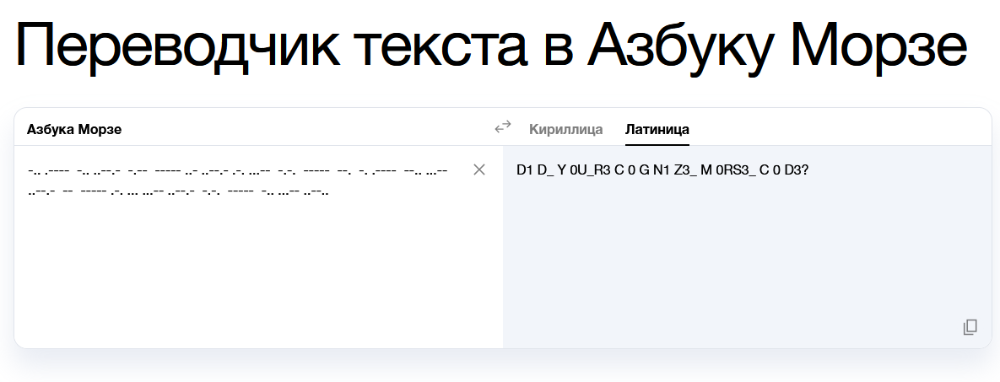 Переводчик текста в Азбуку Морзе
Азбука Морзе
Кириллица Латиница
-.. .----  -.. ..--.-  -.--  ----- ..- ..--.- .-. ...--  -.-.  -----  --.  -. .----  --.. ...--
..--.-  --  ----- .-. ... ...-- ..--.-  -.-.  -----  -.. ...-- ..--..
D1 D_ Y 0U_R3 C 0 G N1 Z3_ M 0RS3_ C 0 D3?